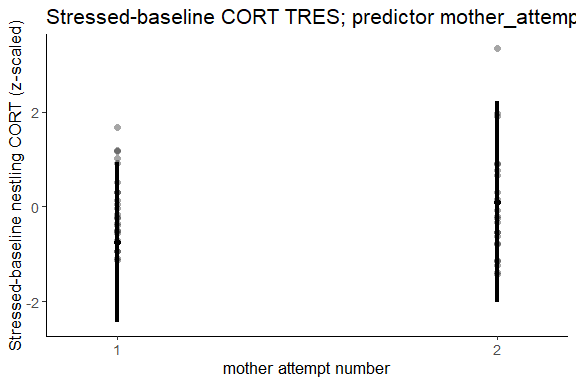 Stressed-baseline CORT TRES; predictor mother_attemp
Stressed-baseline nestling CORT (z-scaled)
2
0
-2
1
2
mother attempt number